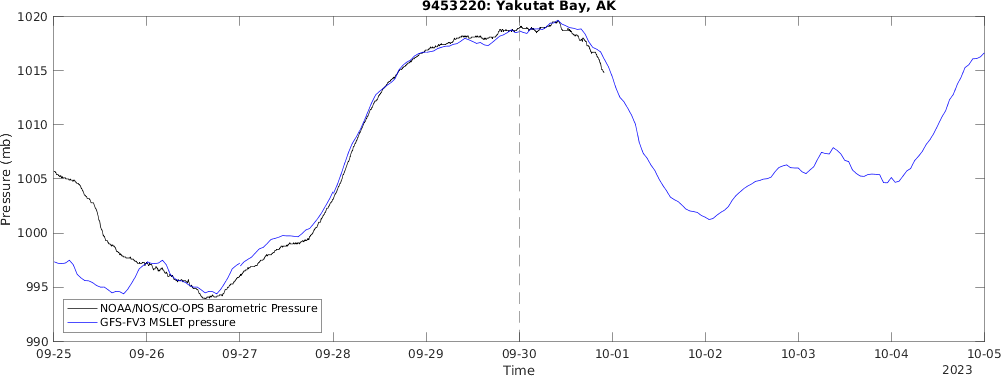 9453220: Yakutat Bay, AK
Pressure (mb)
1020
1015
1010
1005
1000
995
990
NOAA/NOS/CO-OPS Barometric Pressure
GFS-FV3 MSLET pressure
09-25 09-26 09-27 09-28 09-29 09-30 10-01 10-02 10-03 10-04 10-05
Time
2023